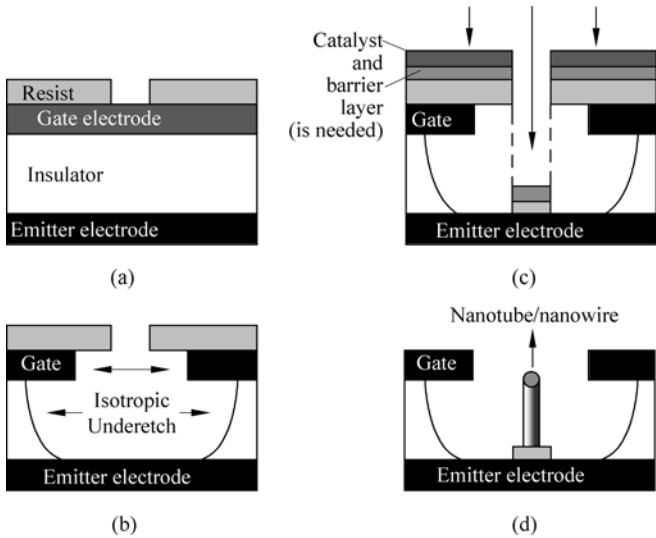 Resist
Gate electrode
Insulator
Emitter electrode
(a)
Catalyst
and
barrier
layer
(is needed)
Gate
Emitter electrode
(c)
Gate
Isotropic
Underetch
Emitter electrode
(b)
Nanotube/nanowire
Gate
Emitter electrode
(d)